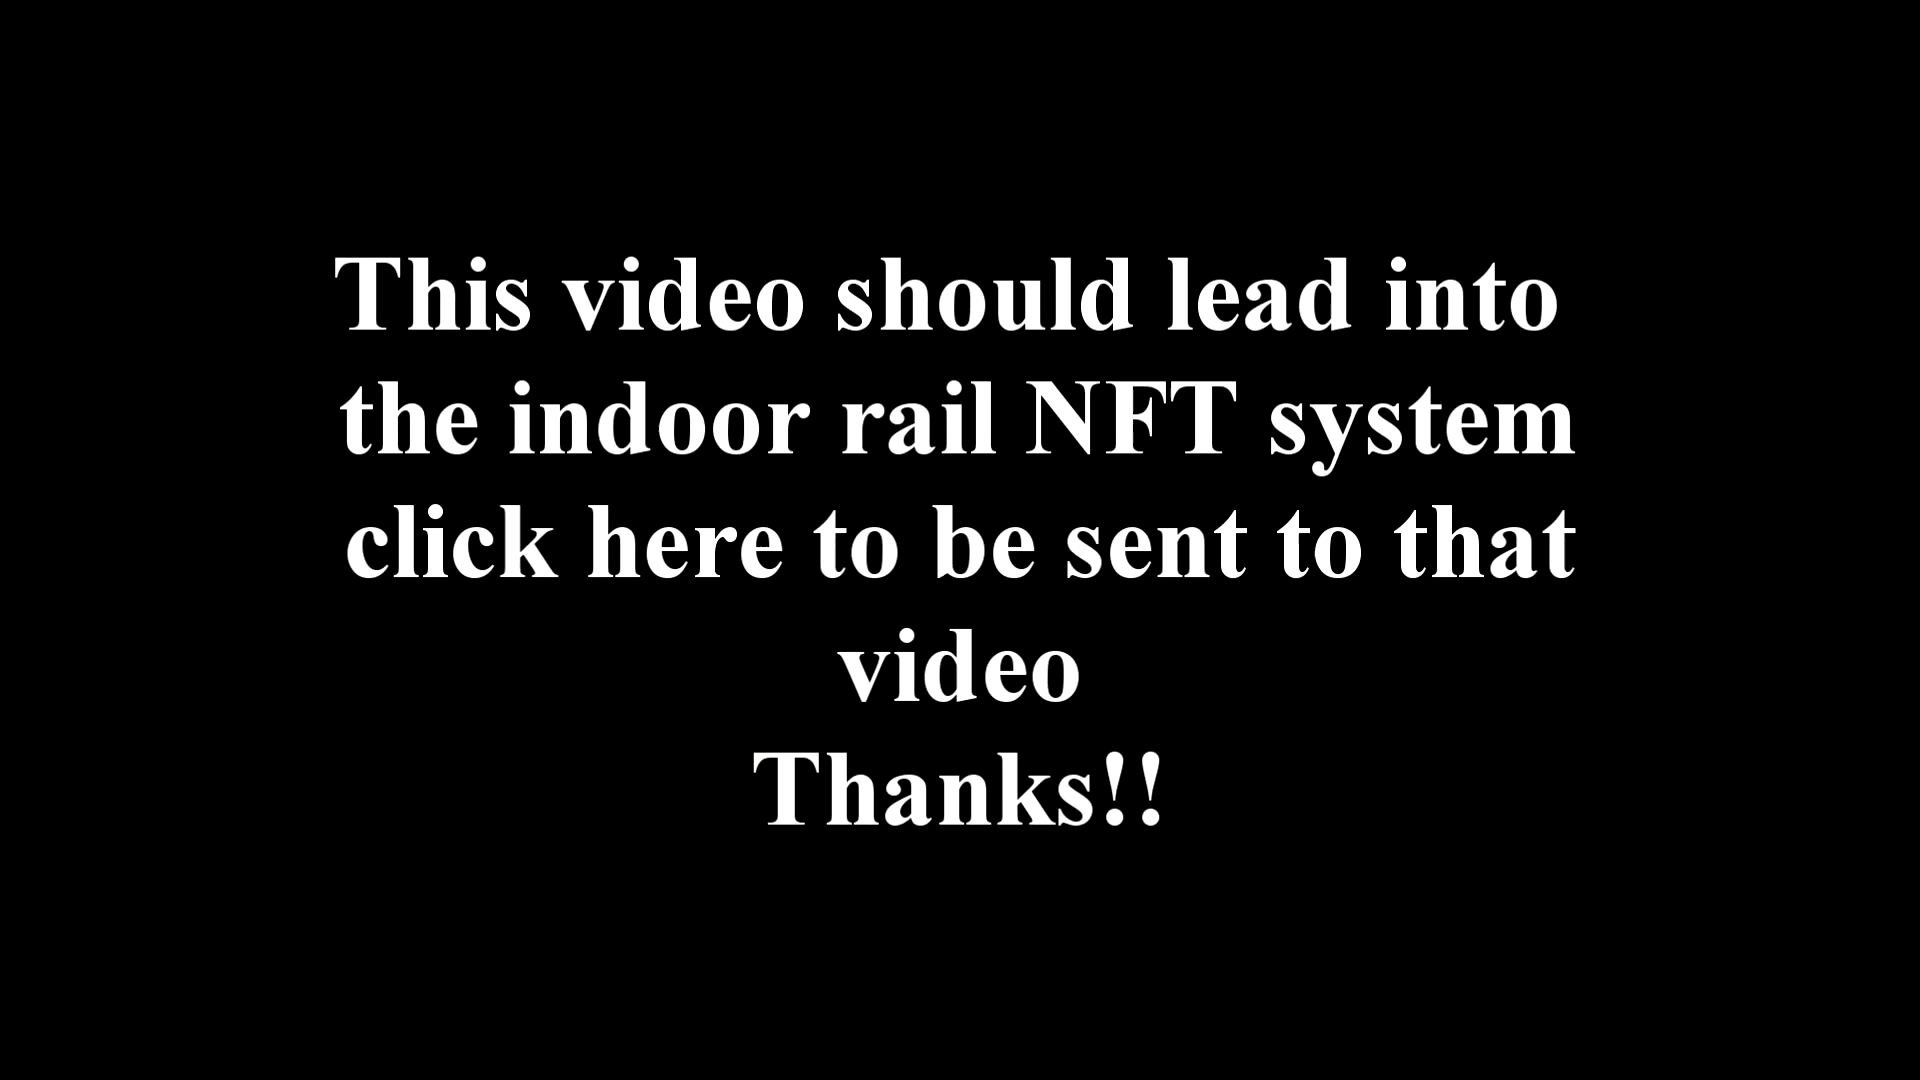 This video should lead into
the indoor rail NFT system
click here to be sent to that
video
Thanks!!